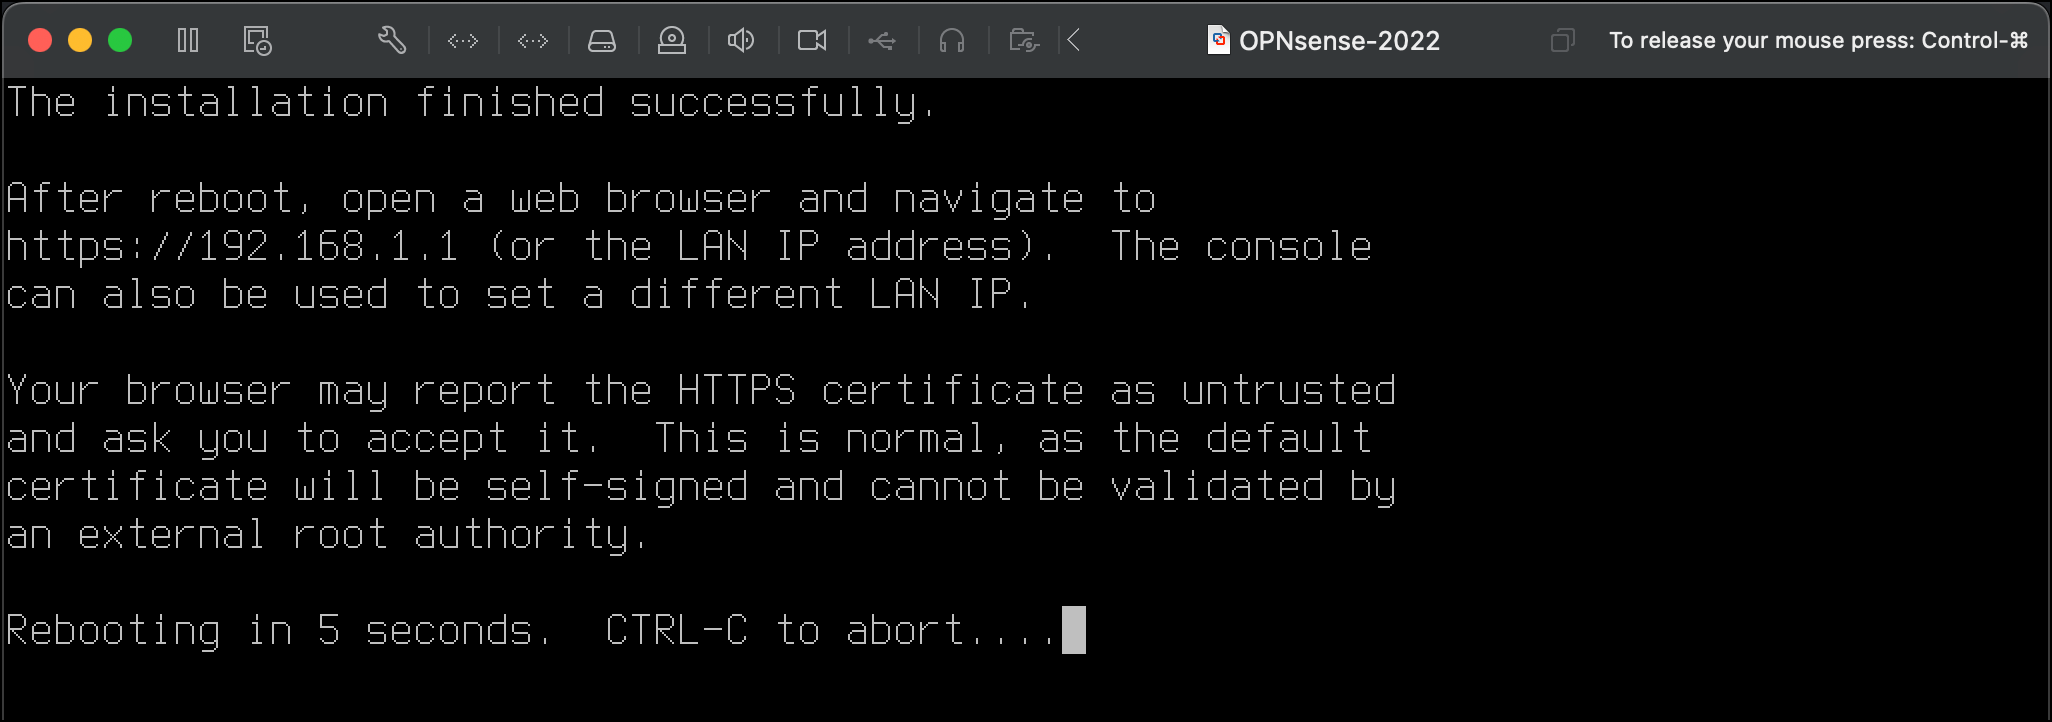 OPNsense-2022
To release your mouse press: Control-⌘
The installation finished successfully.
After reboot, open a web browser and navigate to
https://192.168.1.1 (or the LAN IP address).  The console
can also be used to set a different LAN IP.
Your browser may report the HTTPS certificate as untrusted
and ask you to accept it.  This is normal, as the default
certificate will be self-signed and cannot be validated by
an external root authority.
Rebooting in 5 seconds.  CTRL-C to abort....